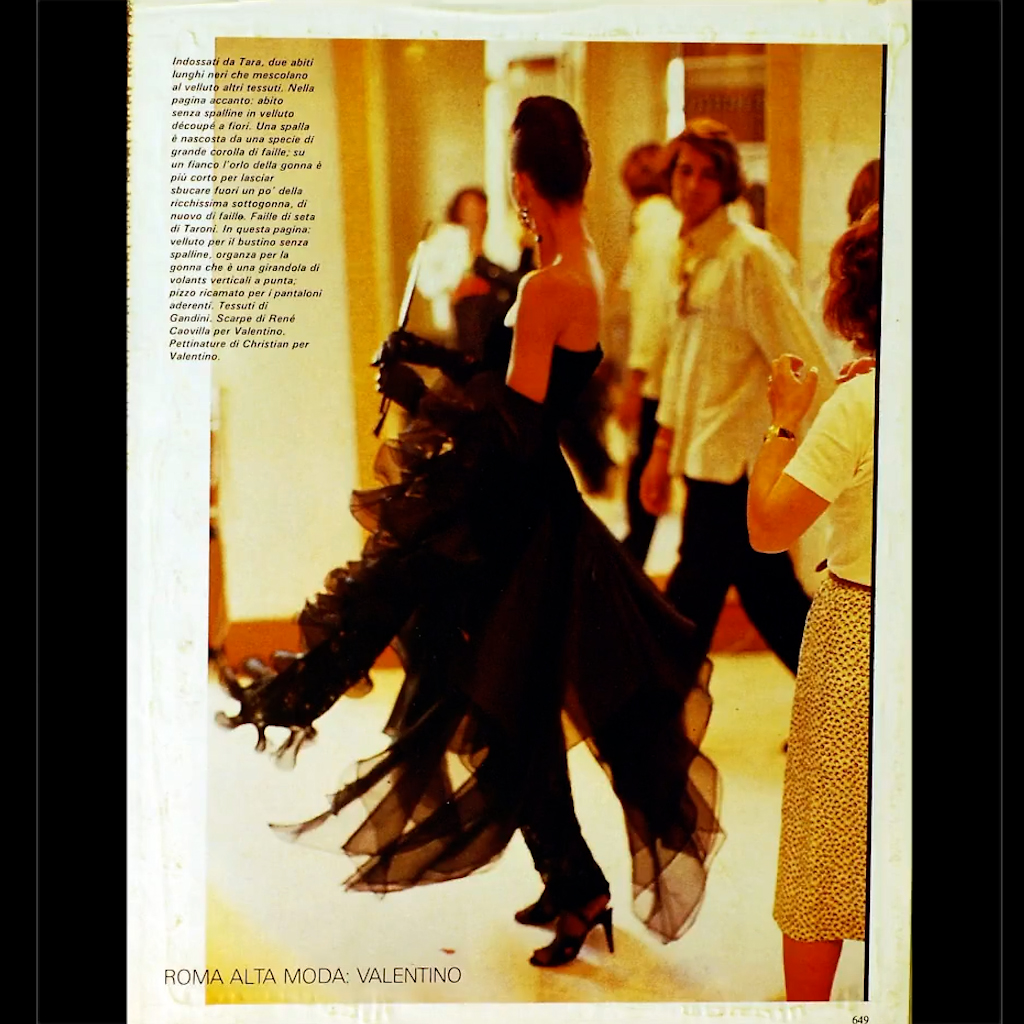 Indossati da Tara, due abiti
lunghi neri che mescolano
al velluto altri tessuti. Nella
pagina accanto: abito
senza spalline in velluto
découpé a fiori. Una spalla
è nascosta da una specie di
grande corolla di faille; su
un fianco l'orlo della gonna è
più corto per lasciar
sbucare fuori un po' della
ricchissima sottogonna, di
nuovo di faille. Faille di seta
di Taroni. In questa pagina:
velluto per il bustino senza
spalline, organza per la
gonna che è una girandola di
volants verticali a punta;
pizzo ricamato per i pantaloni
aderenti. Tessuti di
Gandini. Scarpe di René
Caovilla per Valentino.
Pettinature di Christian per
Valentino.
ROMA ALTA MODA: VALENTINO
649